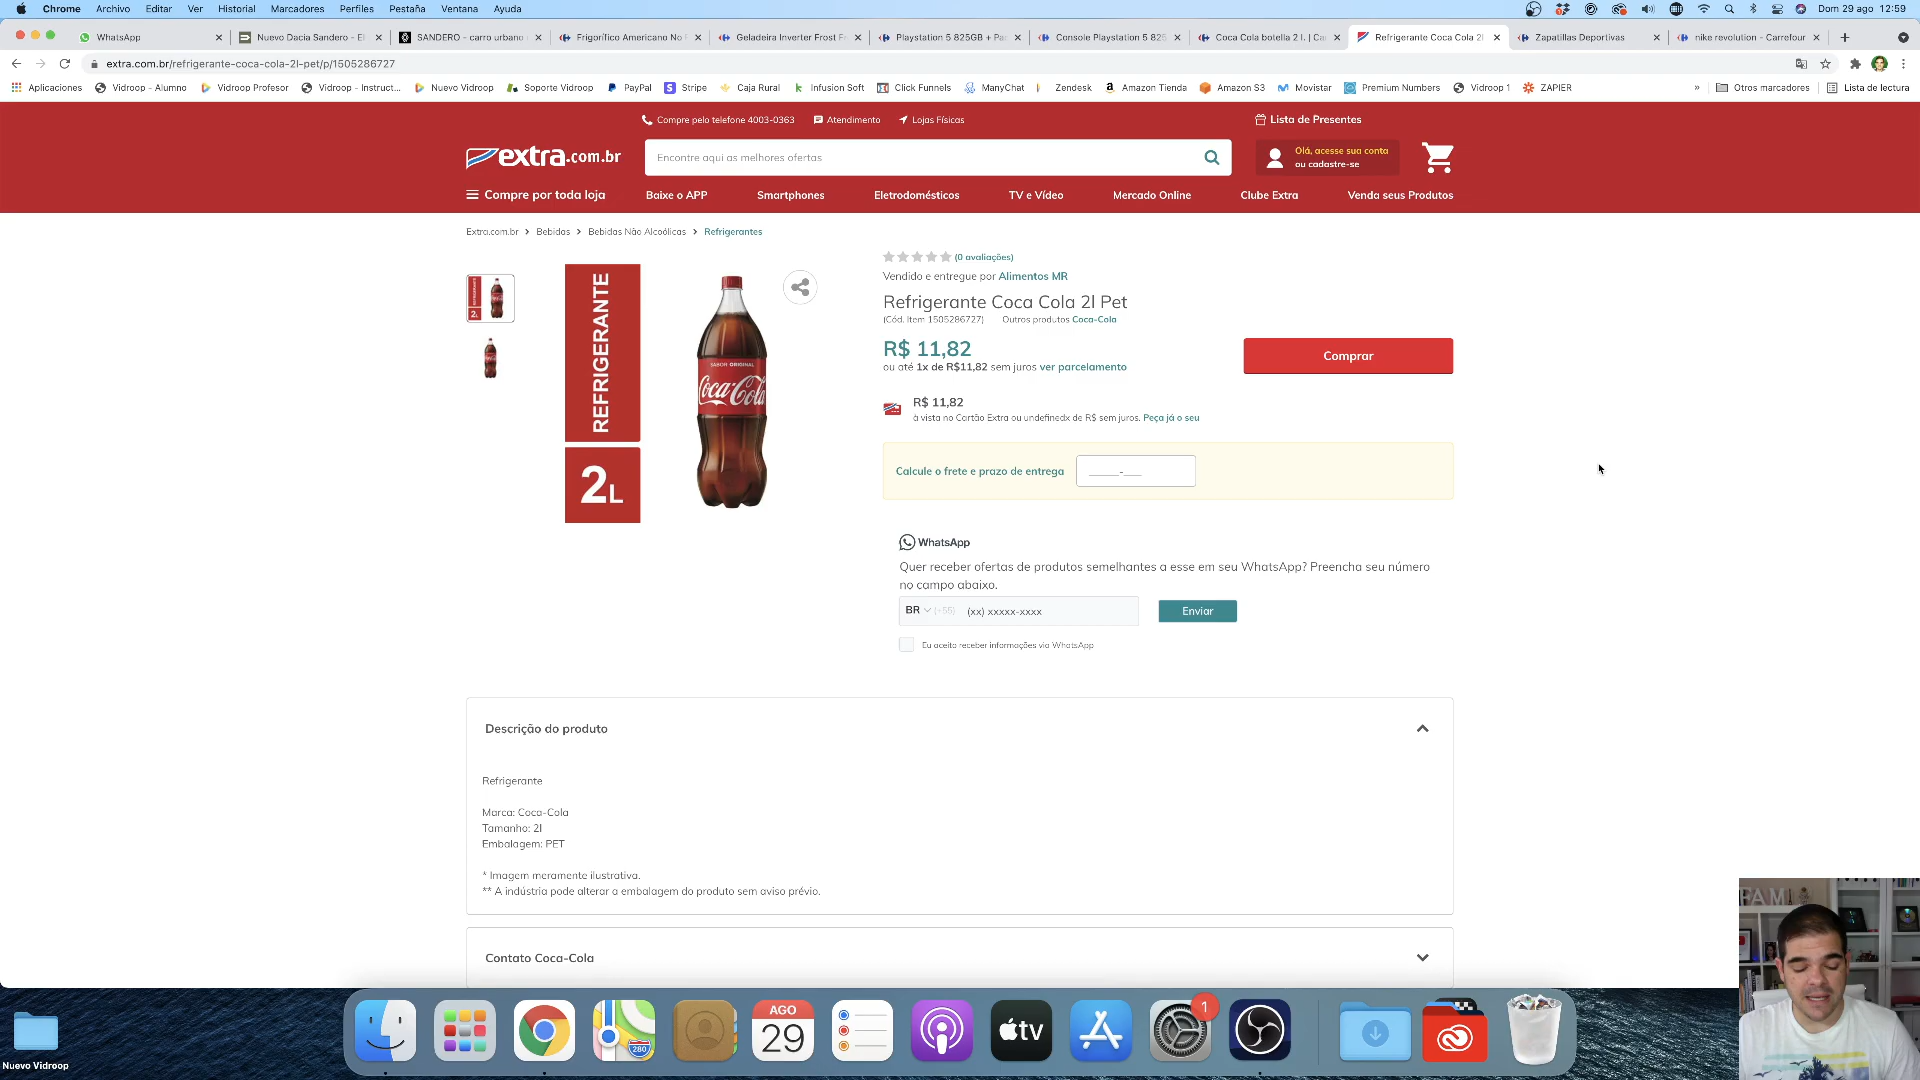 Chrome Archivo Editar Ver Historial Marcadores Perfiles Pestaña Ventana Ayuda Dom 29 ago 12:59
WhatsApp
Nuevo Dacia Sandero - El
SANDERO - carro urbano
Frigorífico Americano No F
Geladeira Inverter Frost F
Playstation 5 825GB + Pa
Console Playstation 5 825
Coca Cola botella 2 l. | Ca
Refrigerante Coca Cola 2l
Zapatillas Deportivas
nike revolution - Carrefour
extra.com.br/refrigerante-coca-cola-2l-pet/p/1505286727
Aplicaciones Vidroop - Alumno Vidroop Profesor Vidroop - Instruct... Nuevo Vidroop Soporte Vidroop PayPal Stripe Caja Rural Infusion Soft Click Funnels ManyChat Zendesk Amazon Tienda Amazon S3 Movistar Premium Numbers Vidroop 1 ZAPIER » Otros marcadores Lista de lectura
Compre pelo telefone 4003-0363 Atendimento Lojas Físicas Lista de Presentes
extra.com.br
Encontre aqui as melhores ofertas
Olá, acesse sua conta
ou cadastre-se
Compre por toda loja Baixe o APP Smartphones Eletrodomésticos TV e Vídeo Mercado Online Clube Extra Venda seus Produtos
Extra.com.br > Bebidas > Bebidas Não Alcoólicas > Refrigerantes
(0 avaliações)
Vendido e entregue por Alimentos MR
Refrigerante Coca Cola 2l Pet
(Cód. Item 1505286727) Outros produtos Coca-Cola
R$ 11,82
ou até 1x de R$11,82 sem juros ver parcelamento
Comprar
R$ 11,82
à vista no Cartão Extra ou undefinedx de R$ sem juros. Peça já o seu
Calcule o frete e prazo de entrega _____-___
REFRIGERANTE
2L
SABOR ORIGINAL
Coca-Cola
REFRIGERANTE
2L
WhatsApp
Quer receber ofertas de produtos semelhantes a esse em seu WhatsApp? Preencha seu número
no campo abaixo.
BR (+55) (xx) xxxxx-xxxx
Enviar
Eu aceito receber informações via WhatsApp
Descrição do produto
Refrigerante
Marca: Coca-Cola
Tamanho: 2l
Embalagem: PET
* Imagem meramente ilustrativa.
** A indústria pode alterar a embalagem do produto sem aviso prévio.
Contato Coca-Cola
FAM
Nuevo Vidroop
280
AGO
29
tv
1